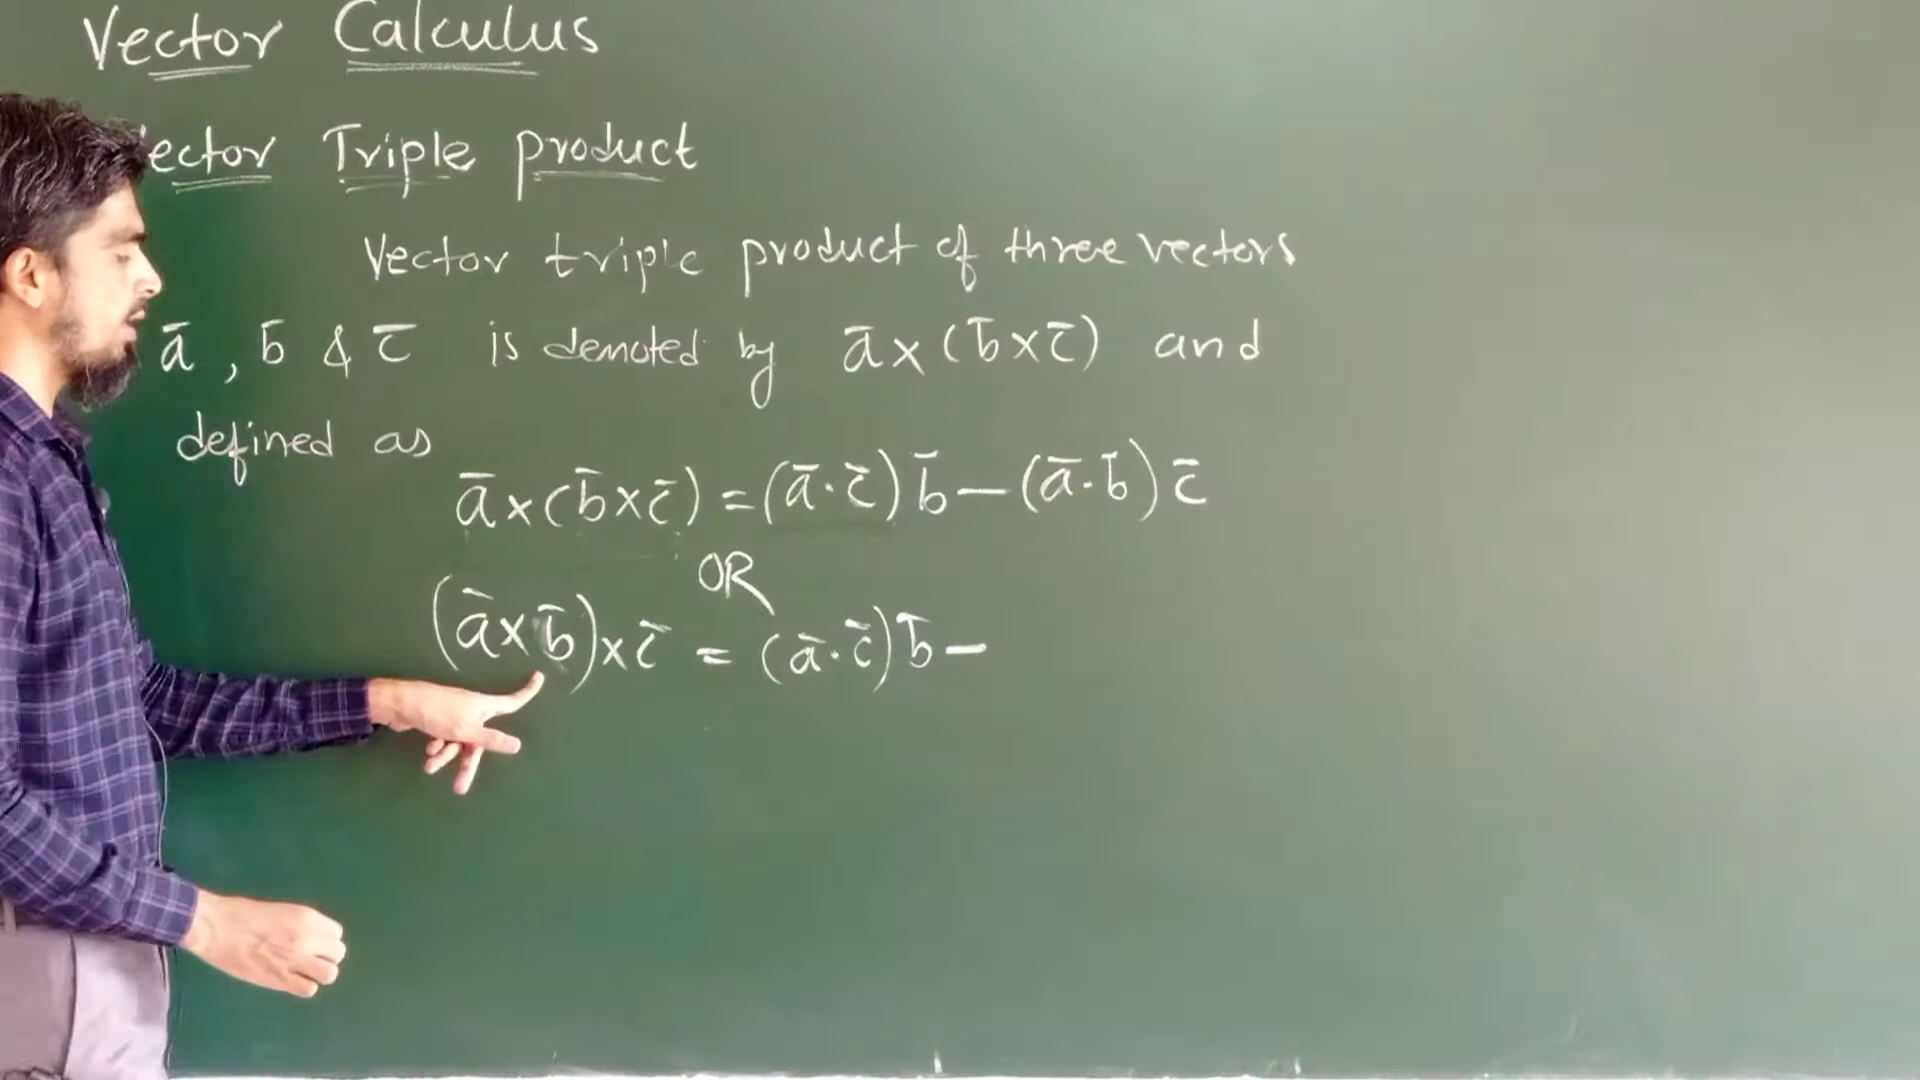 Vector Calculus
ector Triple product
Vector triple product of three vectors
a̅ , b̅ & c̅ is denoted by a̅ × (b̅ × c̅) and
defined as
a̅ × (b̅ × c̅) = (a̅ · c̅) b̅ – (a̅ · b̅) c̅
OR
(a̅ × b̅) × c̅ = (a̅ · c̅) b̅ –